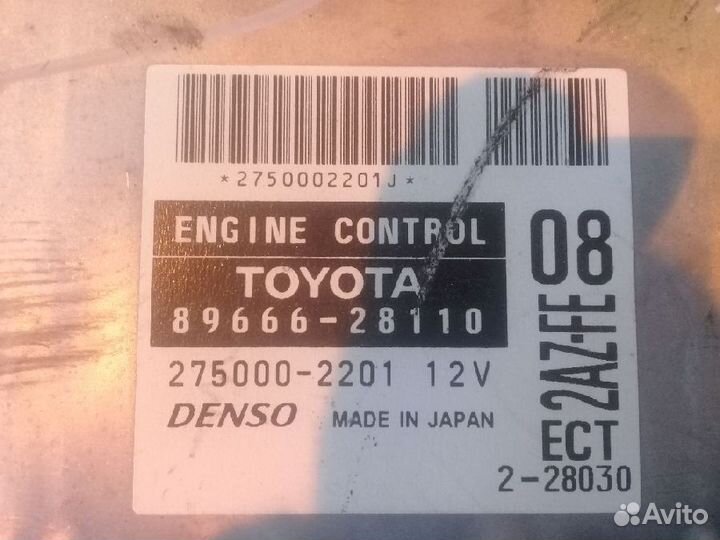 *2750002201J*
ENGINE CONTROL
TOYOTA
89666-28110
275000-2201 12V
DENSO MADE IN JAPAN
08
2AZ-FE
ECT
2-28030
Avito